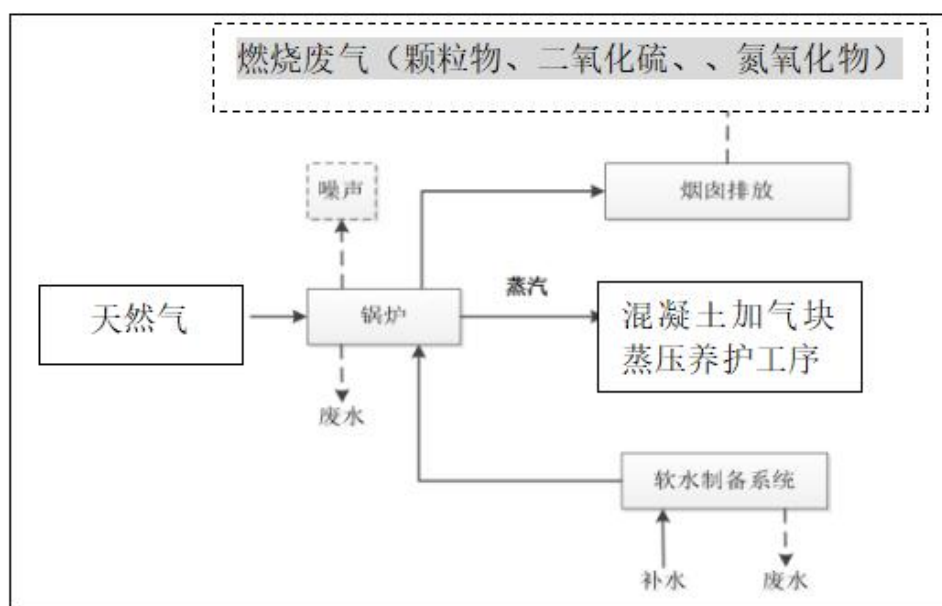 燃烧废气（颗粒物、二氧化硫、、氮氧化物）
噪声
烟囱排放
天然气
锅炉
蒸汽
混凝土加气块
蒸压养护工序
废水
软水制备系统
补水
废水